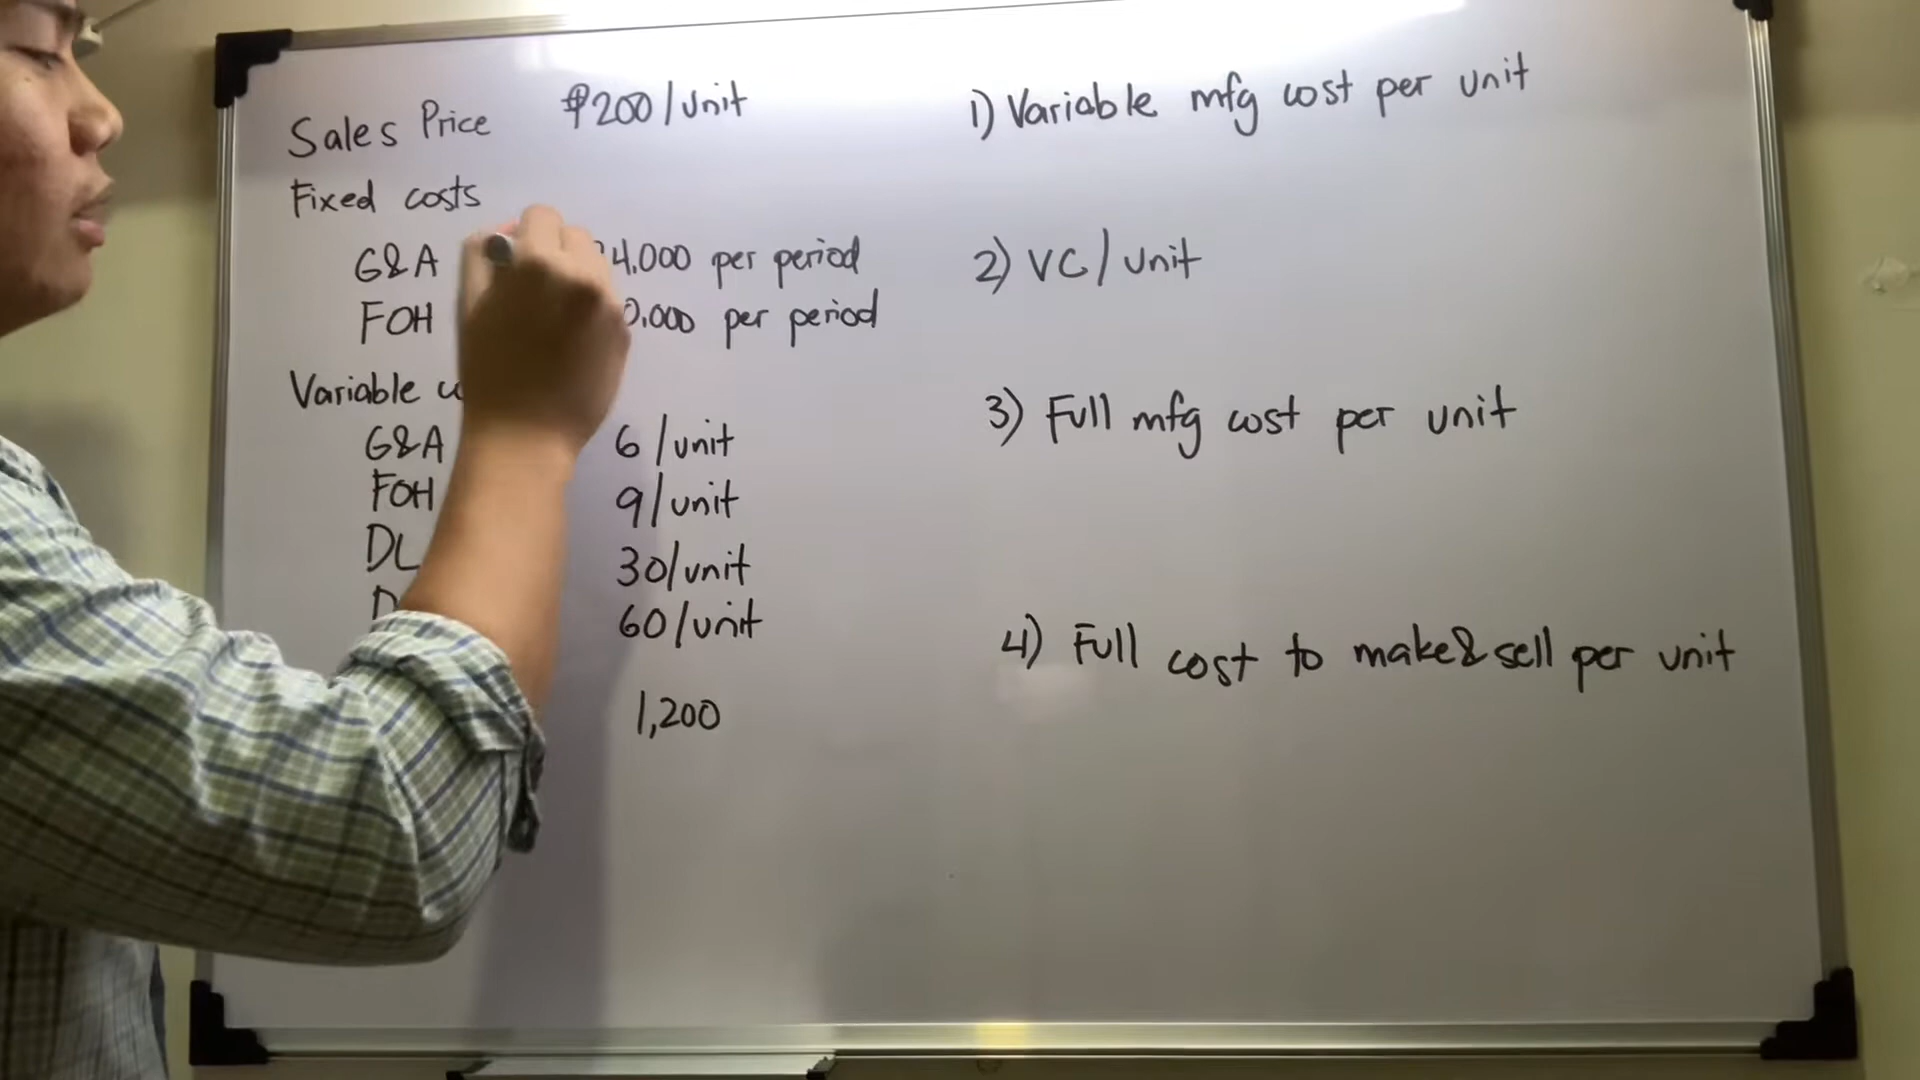 Sales Price ₱200/unit
Fixed costs
G&A 4,000 per period
FOH 0,000 per period
Variable
G&A 6/unit
FOH 9/unit
DL 30/unit
60/unit
1,200
1) Variable mfg cost per unit
2) VC/unit
3) Full mfg cost per unit
4) Full cost to make & sell per unit